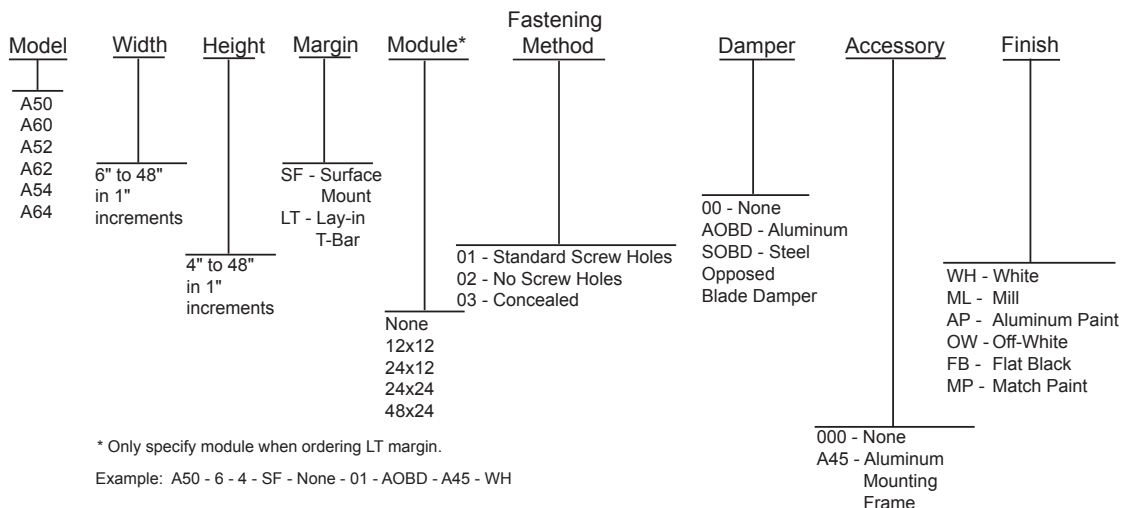 Model
A50
A60
A52
A62
A54
A64
Width
6" to 48"
in 1"
increments
Height
4" to 48"
in 1"
increments
Margin
SF - Surface
Mount
LT - Lay-in
T-Bar
Module*
None
12x12
24x12
24x24
48x24
Fastening
Method
01 - Standard Screw Holes
02 - No Screw Holes
03 - Concealed
Damper
00 - None
AOBD - Aluminum
SOBD - Steel
Opposed
Blade Damper
Accessory
000 - None
A45 - Aluminum
Mounting
Frame
Finish
WH - White
ML - Mill
AP - Aluminum Paint
OW - Off-White
FB - Flat Black
MP - Match Paint
* Only specify module when ordering LT margin.
Example: A50 - 6 - 4 - SF - None - 01 - AOBD - A45 - WH